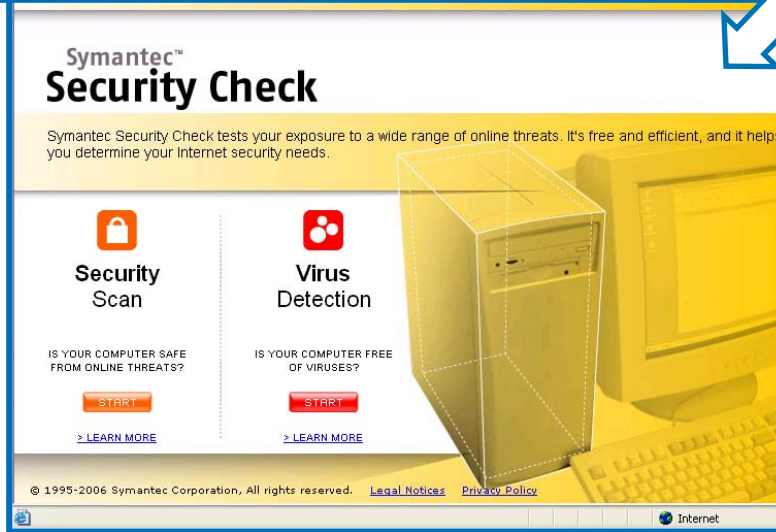 Symantec™
Security Check
Symantec Security Check tests your exposure to a wide range of online threats. It's free and efficient, and it helps
you determine your Internet security needs.
Security
Scan
Virus
Detection
IS YOUR COMPUTER SAFE
FROM ONLINE THREATS?
IS YOUR COMPUTER FREE
OF VIRUSES?
START
START
> LEARN MORE
> LEARN MORE
© 1995-2006 Symantec Corporation, All rights reserved. Legal Notices Privacy Policy
Internet